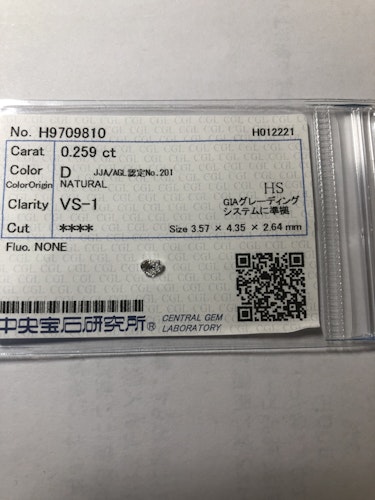 No. H9709810 H012221
Carat 0.259 ct
Color D JJA/AGL認定No.201
ColorOrigin NATURAL
HS
Clarity VS-1 GIAグレーディング
システムに準拠
Cut ****
Size 3.57 × 4.35 × 2.64 mm
Fluo. NONE
中央宝石研究所® CENTRAL GEM
LABORATORY